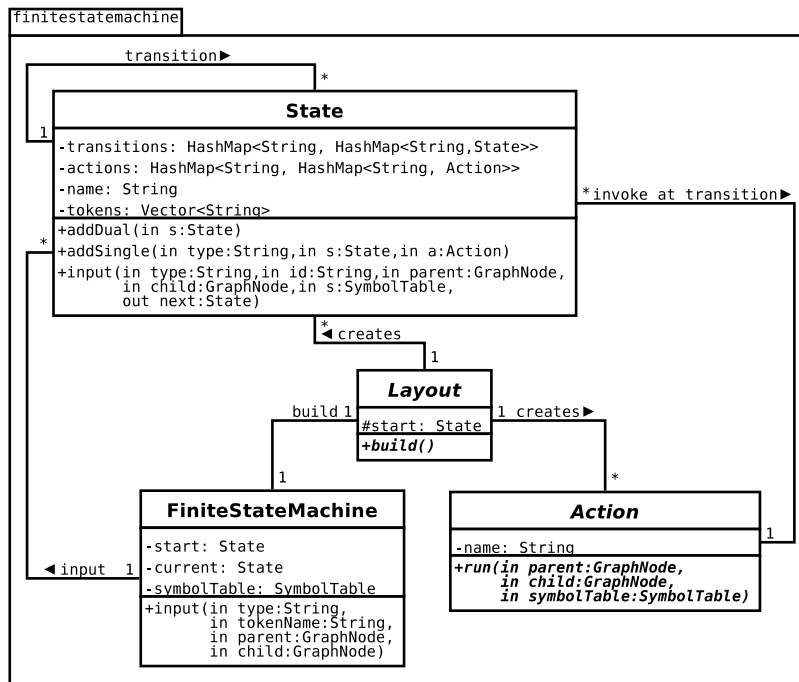 finitestatemachine
transition►
*
1
State
-transitions: HashMap<String, HashMap<String,State>>
-actions: HashMap<String, HashMap<String, Action>>
-name: String
-tokens: Vector<String>
+addDual(in s:State)
+addSingle(in type:String,in s:State,in a:Action)
+input(in type:String,in id:String,in parent:GraphNode,
in child:GraphNode,in s:SymbolTable,
out next:State)
*invoke at transition►
*
*
◄creates
1
Layout
#start: State
+build()
build 1
1 creates►
1
*
FiniteStateMachine
-start: State
-current: State
-symbolTable: SymbolTable
+input(in type:String,
in tokenName:String,
in parent:GraphNode,
in child:GraphNode)
◄input 1
Action
-name: String
+run(in parent:GraphNode,
in child:GraphNode,
in symbolTable:SymbolTable)
1